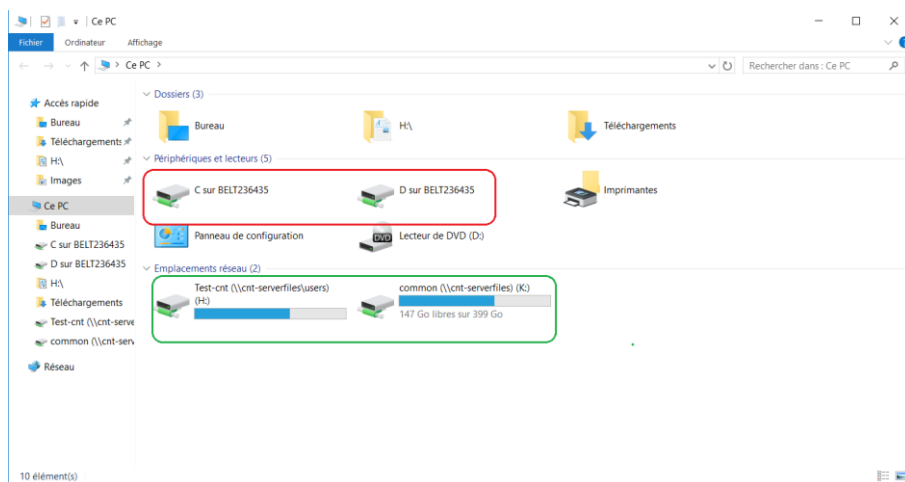 Ce PC
Fichier Ordinateur Affichage
Ce PC
Rechercher dans : Ce PC
Accès rapide
Bureau
Téléchargements
H:\
Images
Ce PC
Bureau
C sur BELT236435
D sur BELT236435
H:\
Téléchargements
Test-cnt (\\cnt-serve
common (\\cnt-serv
Réseau
Dossiers (3)
Bureau
H:\
Téléchargements
Périphériques et lecteurs (5)
C sur BELT236435
D sur BELT236435
Imprimantes
Panneau de configuration
Lecteur de DVD (D:)
DVD
Emplacements réseau (2)
Test-cnt (\\cnt-serverfiles\users)
(H:)
common (\\cnt-serverfiles) (K:)
147 Go libres sur 399 Go
10 élément(s)